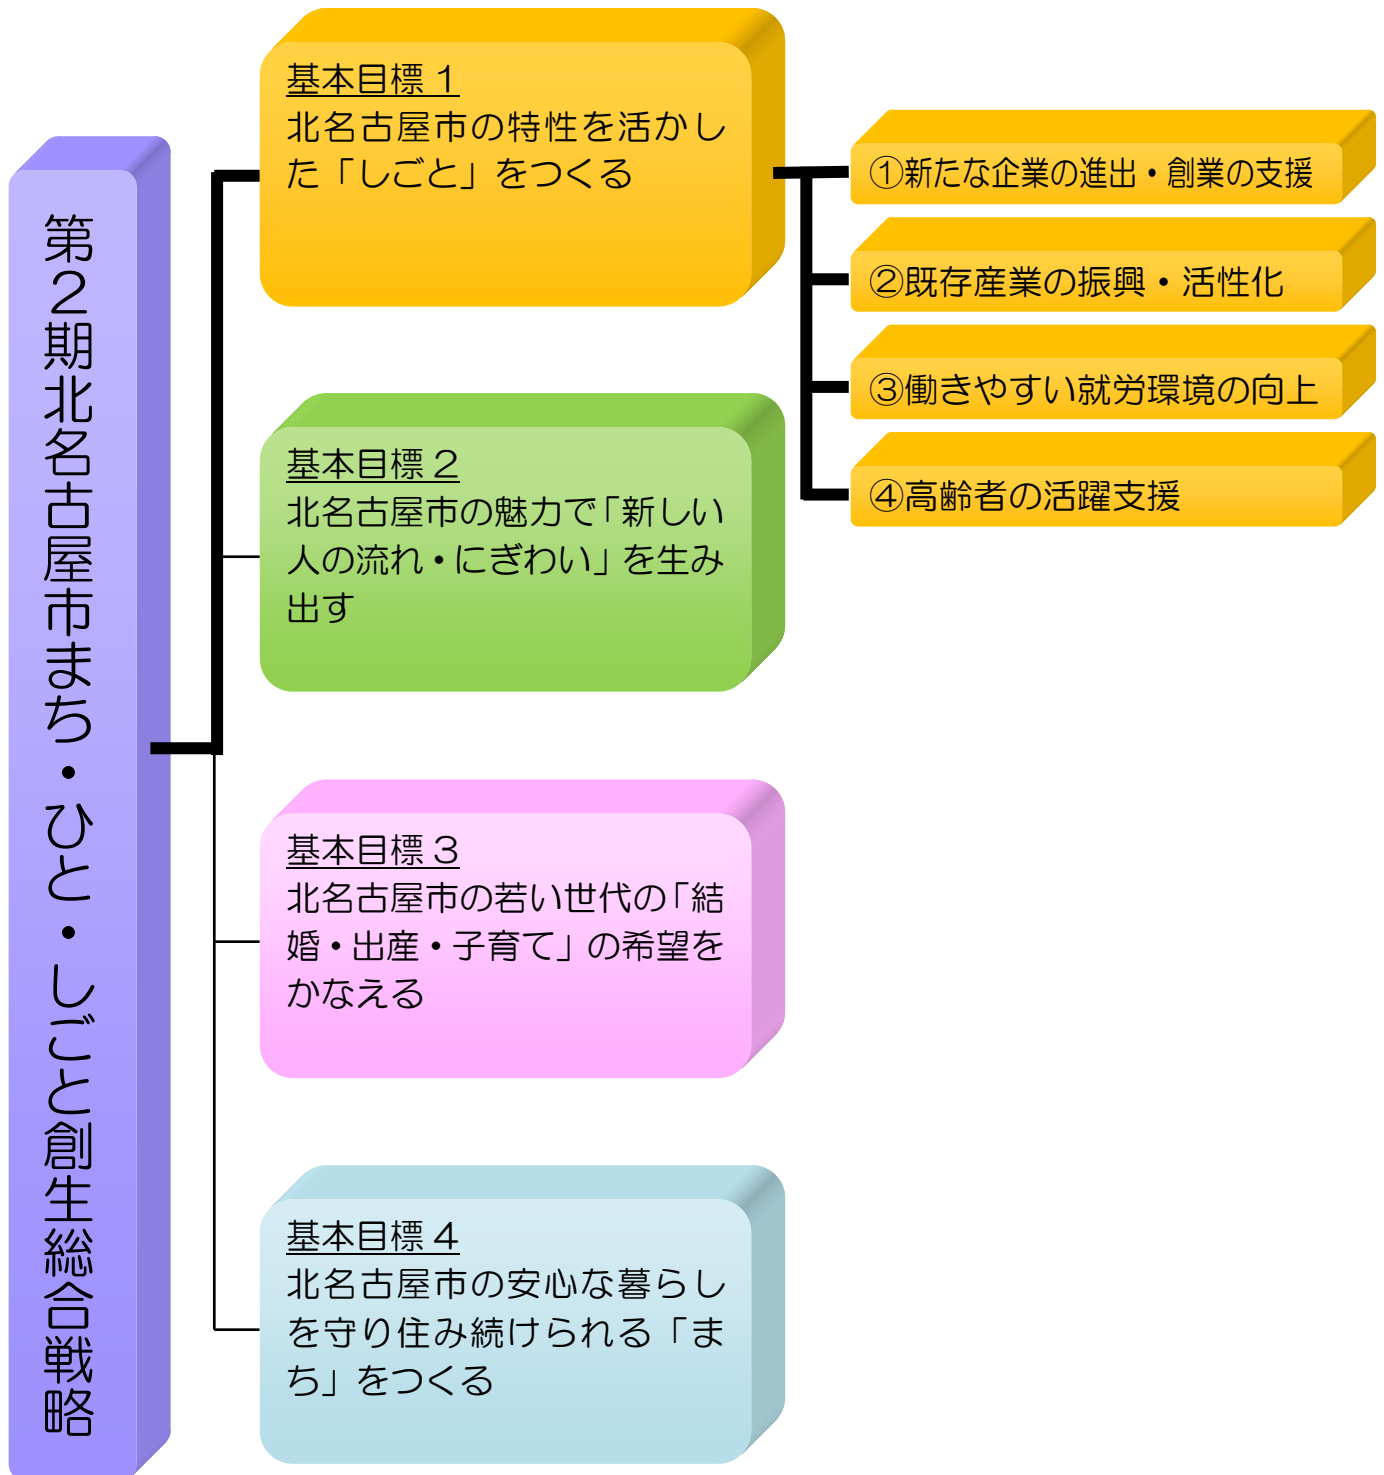 第2期北名古屋市まち・ひと・しごと創生総合戦略
基本目標1
北名古屋市の特性を活かし
た「しごと」をつくる
①新たな企業の進出・創業の支援
②既存産業の振興・活性化
③働きやすい就労環境の向上
④高齢者の活躍支援
基本目標2
北名古屋市の魅力で「新しい
人の流れ・にぎわい」を生み
出す
基本目標3
北名古屋市の若い世代の「結
婚・出産・子育て」の希望を
かなえる
基本目標4
北名古屋市の安心な暮らし
を守り住み続けられる「ま
ち」をつくる